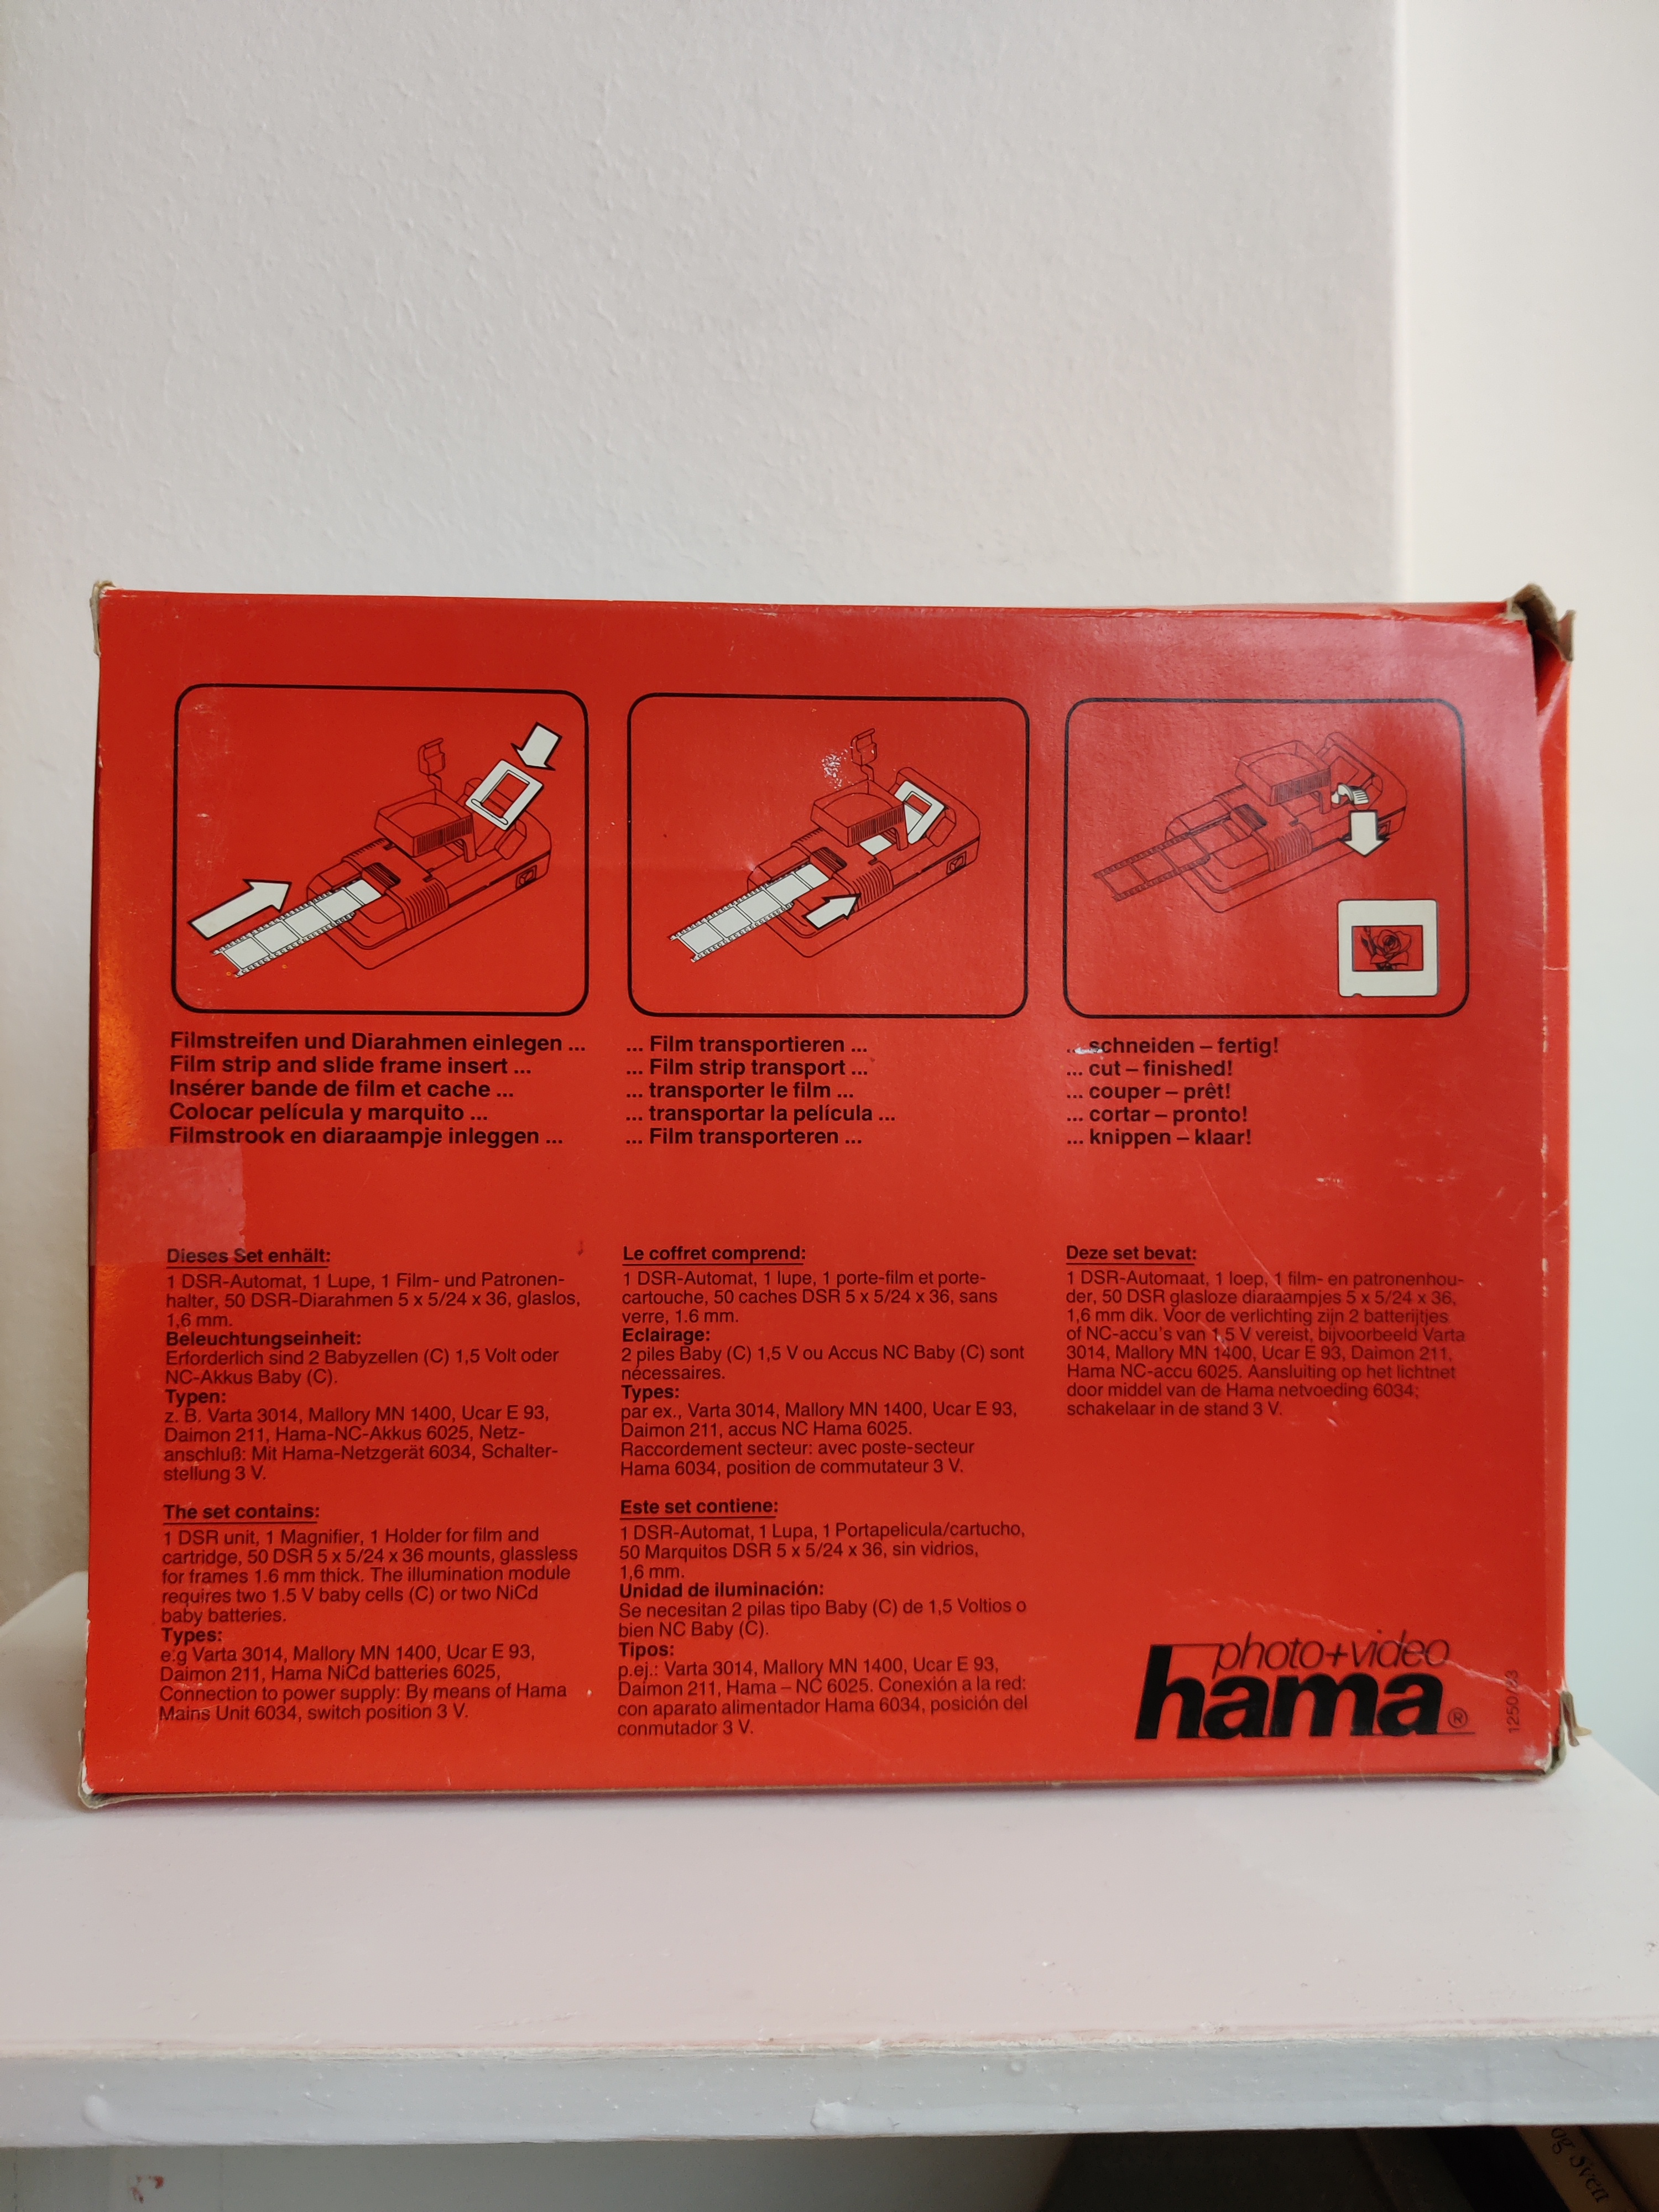 Filmstreifen und Diarahmen einlegen ...
Film strip and slide frame insert ...
Insérer bande de film et cache ...
Colocar película y marquito ...
Filmstrook en diaraampje inleggen ...
... Film transportieren ...
... Film strip transport ...
... transporter le film ...
... transportar la película ...
... Film transporteren ...
... schneiden – fertig!
... cut – finished!
... couper – prêt!
... cortar – pronto!
... knippen – klaar!
Dieses Set enhält:
1 DSR-Automat, 1 Lupe, 1 Film- und Patronen-
halter, 50 DSR-Diarahmen 5 x 5/24 x 36, glaslos,
1,6 mm.
Beleuchtungseinheit:
Erforderlich sind 2 Babyzellen (C) 1,5 Volt oder
NC-Akkus Baby (C).
Typen:
z. B. Varta 3014, Mallory MN 1400, Ucar E 93,
Daimon 211, Hama-NC-Akkus 6025, Netz-
anschluß: Mit Hama-Netzgerät 6034, Schalter-
stellung 3 V.
The set contains:
1 DSR unit, 1 Magnifier, 1 Holder for film and
cartridge, 50 DSR 5 x 5/24 x 36 mounts, glassless
for frames 1.6 mm thick. The illumination module
requires two 1.5 V baby cells (C) or two NiCd
baby batteries.
Types:
e.g Varta 3014, Mallory MN 1400, Ucar E 93,
Daimon 211, Hama NiCd batteries 6025,
Connection to power supply: By means of Hama
Mains Unit 6034, switch position 3 V.
Le coffret comprend:
1 DSR-Automat, 1 lupe, 1 porte-film et porte-
cartouche, 50 caches DSR 5 x 5/24 x 36, sans
verre, 1.6 mm.
Eclairage:
2 piles Baby (C) 1,5 V ou Accus NC Baby (C) sont
nécessaires.
Types:
par ex., Varta 3014, Mallory MN 1400, Ucar E 93,
Daimon 211, accus NC Hama 6025.
Raccordement secteur: avec poste-secteur
Hama 6034, position de commutateur 3 V.
Este set contiene:
1 DSR-Automat, 1 Lupa, 1 Portapelicula/cartucho,
50 Marquitos DSR 5 x 5/24 x 36, sin vidrios,
1,6 mm.
Unidad de iluminación:
Se necesitan 2 pilas tipo Baby (C) de 1,5 Voltios o
bien NC Baby (C).
Tipos:
p.ej.: Varta 3014, Mallory MN 1400, Ucar E 93,
Daimon 211, Hama – NC 6025. Conexión a la red:
con aparato alimentador Hama 6034, posición del
conmutador 3 V.
Deze set bevat:
1 DSR-Automaat, 1 loep, 1 film- en patronenhou-
der, 50 DSR glasloze diaraampjes 5 x 5/24 x 36,
1,6 mm dik. Voor de verlichting zijn 2 batterijtjes
of NC-accu's van 1,5 V vereist, bijvoorbeeld Varta
3014, Mallory MN 1400, Ucar E 93, Daimon 211,
Hama NC-accu 6025. Aansluiting op het lichtnet
door middel van de Hama netvoeding 6034;
schakelaar in de stand 3 V.
photo+video
hama®
og Svett